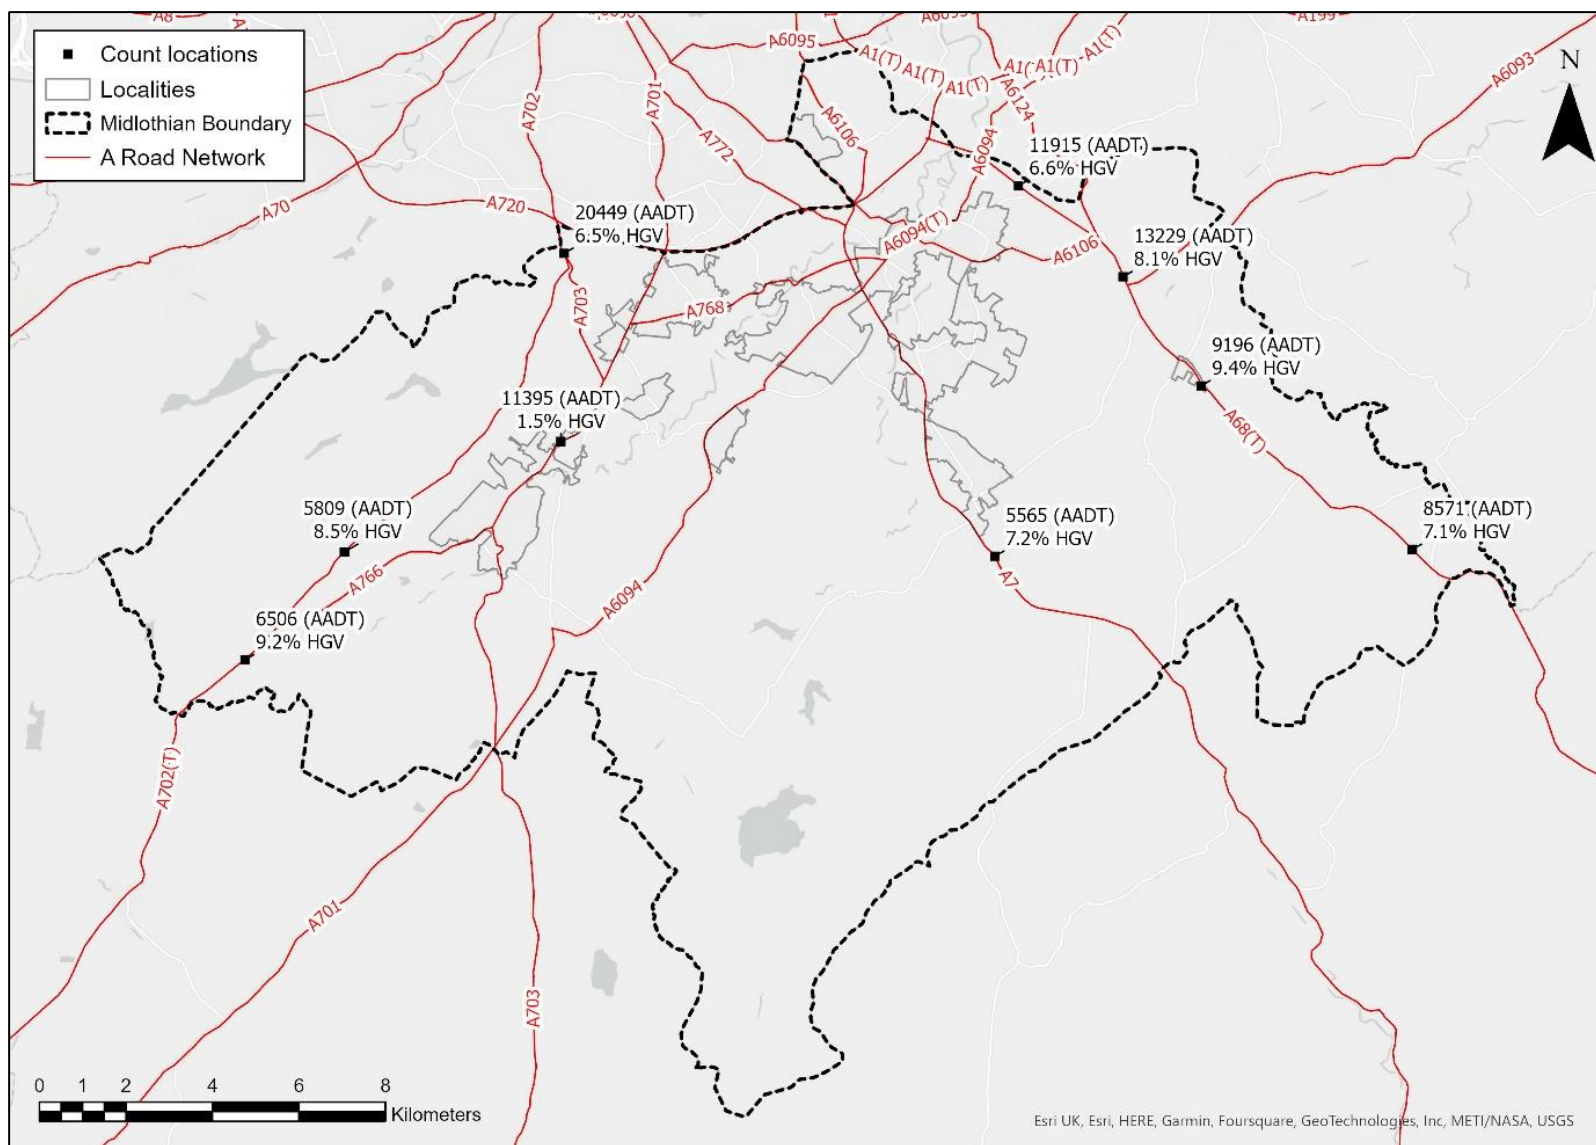 Count locations
Localities
Midlothian Boundary
A Road Network
A8
A6095
A199
A6095
A1(T)
A1(T)
A1(T)
A1(T)
A1(T)
A6093
N
A702
A701
A772
A6106
A6124
A6094
11915 (AADT)
6.6% HGV
A70
A720
20449 (AADT)
6.5% HGV
A6094(T)
A6106
13229 (AADT)
8.1% HGV
A703
A768
9196 (AADT)
9.4% HGV
11395 (AADT)
1.5% HGV
A68(T)
5809 (AADT)
8.5% HGV
8571 (AADT)
7.1% HGV
5565 (AADT)
7.2% HGV
A766
A6094
A7
6506 (AADT)
9.2% HGV
A702(T)
A701
A703
0 1 2 4 6 8
Kilometers
Esri UK, Esri, HERE, Garmin, Foursquare, GeoTechnologies, Inc, METI/NASA, USGS